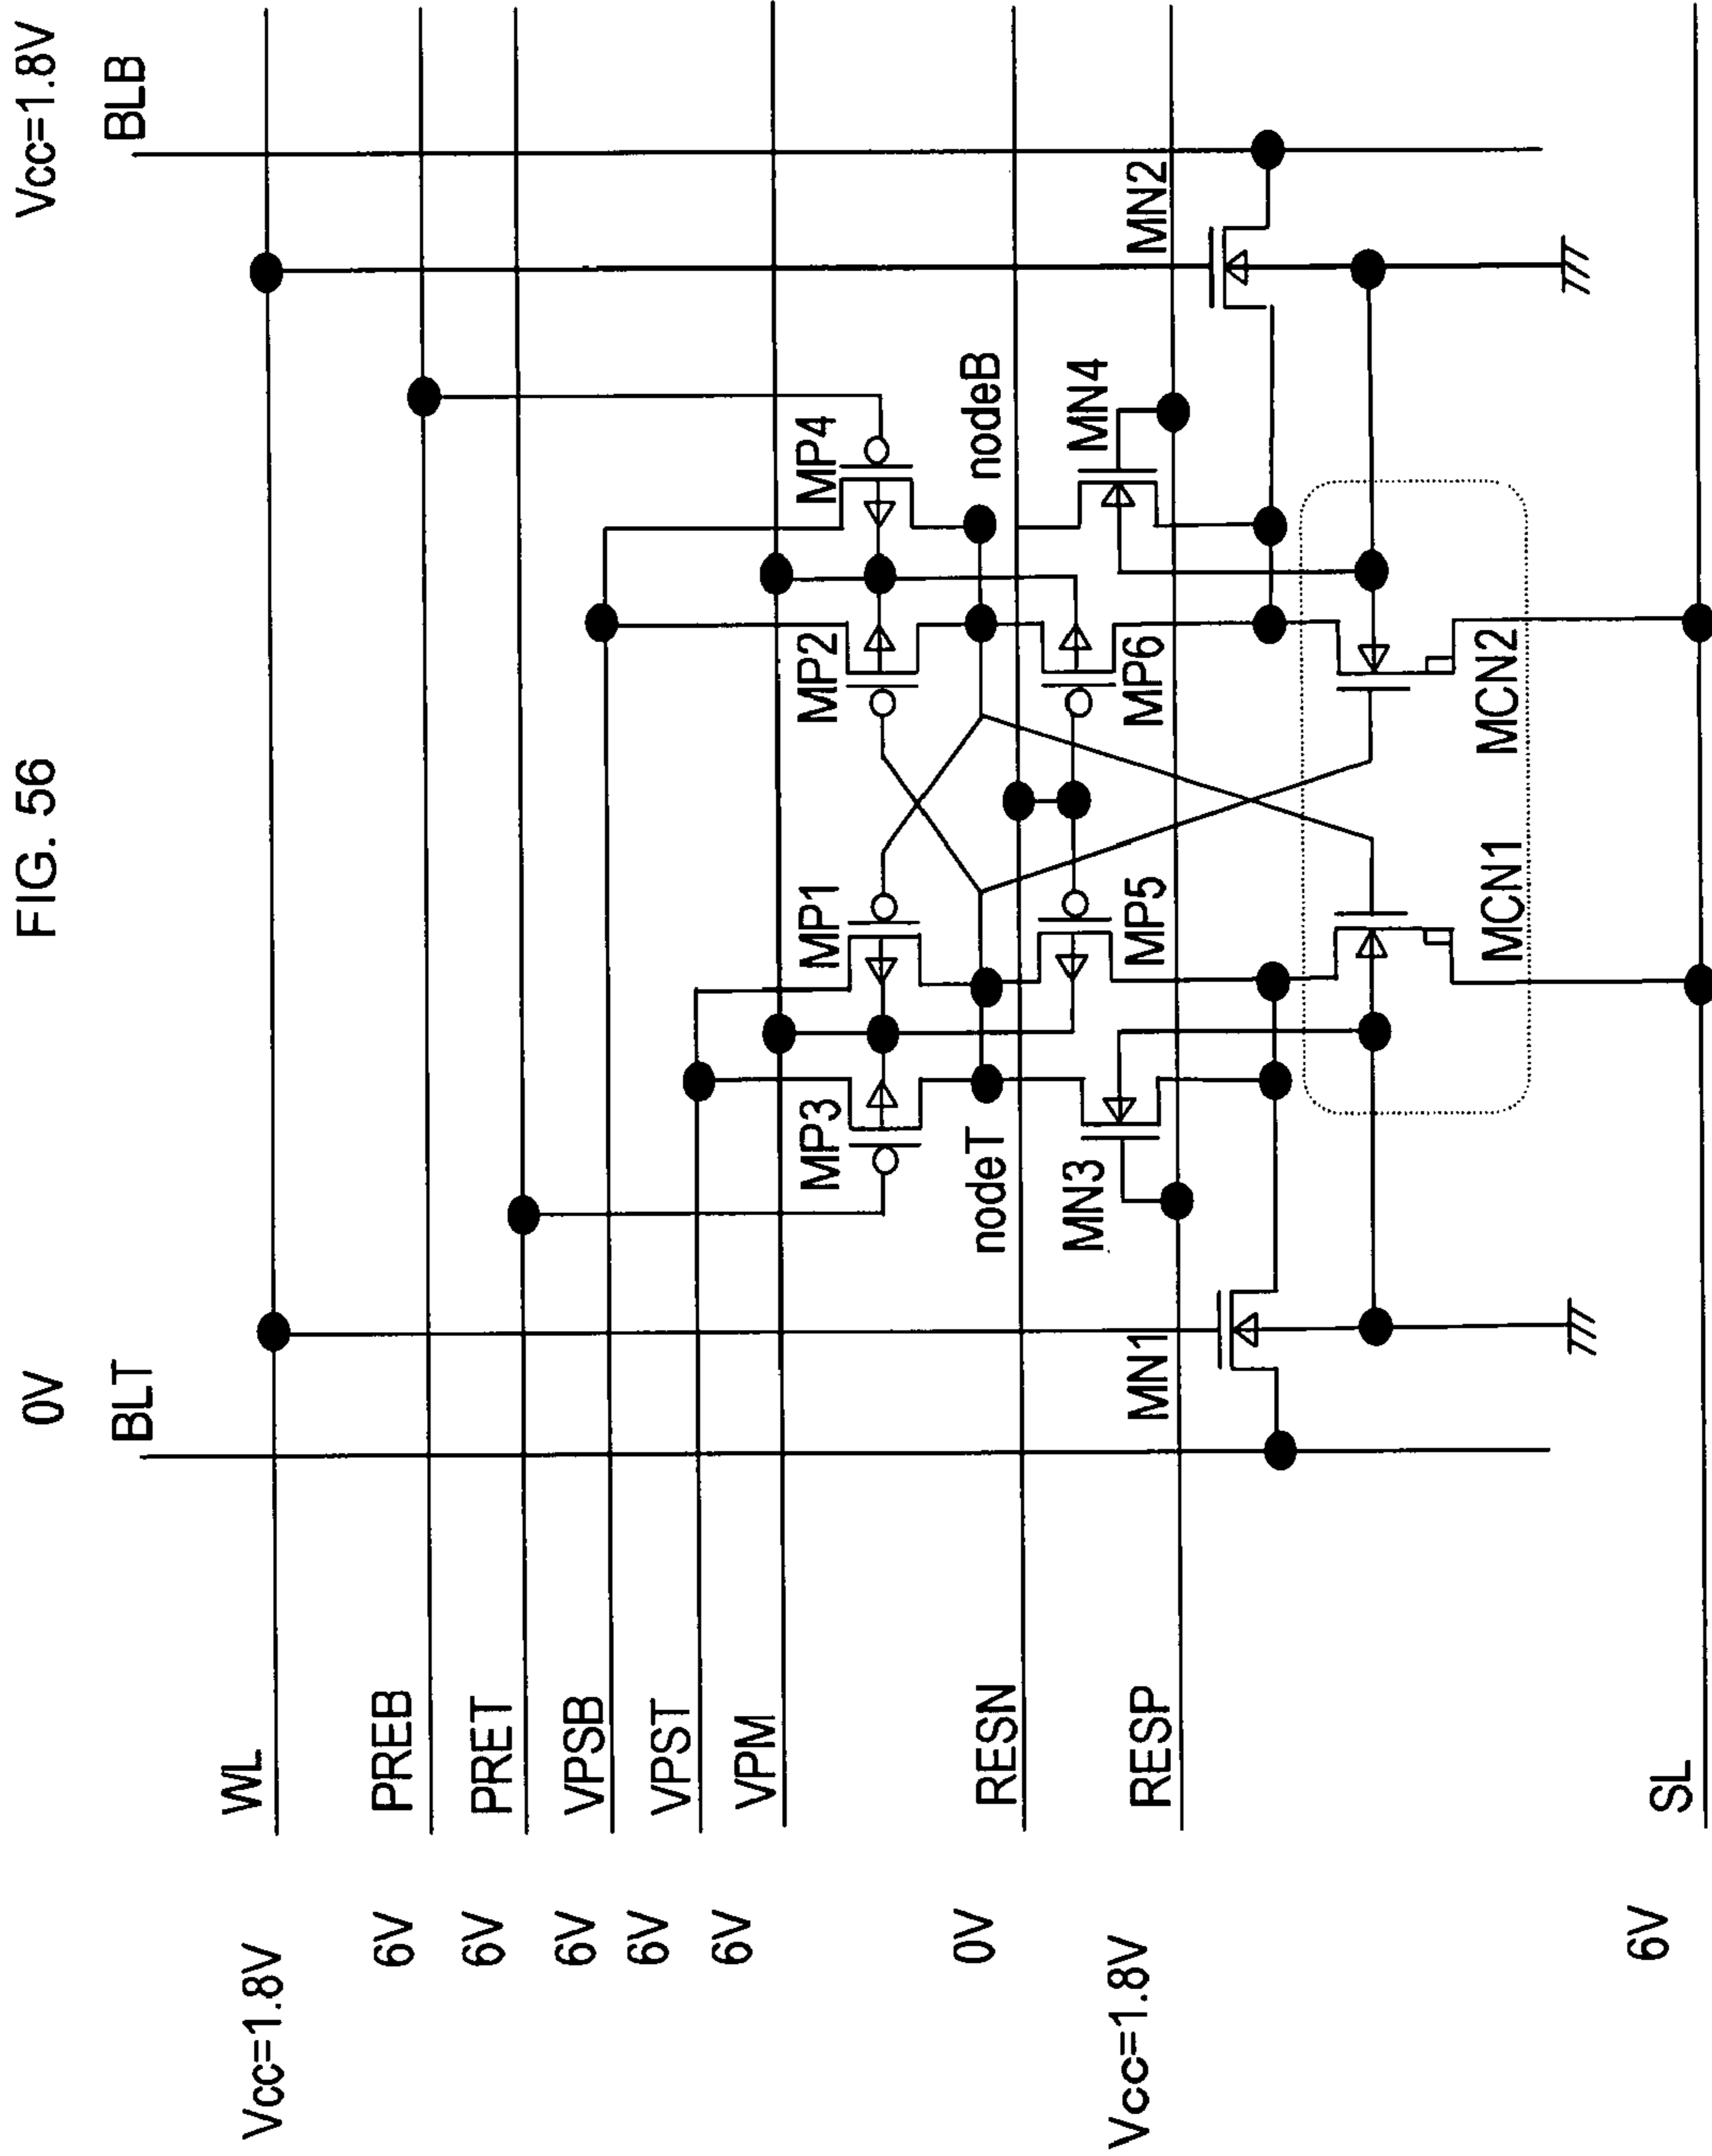 FIG. 56
0V
Vcc=1.8V
BLT
BLB
Vcc=1.8V
WL
6V
PREB
6V
PRET
6V
VPSB
6V
VPST
6V
VPM
MP3
MP1
MP2
MP4
0V
RESN
nodeT
nodeB
MN3
MP5
MP6
MN4
Vcc=1.8V
RESP
MN1
MN2
MCN1
MCN2
6V
SL